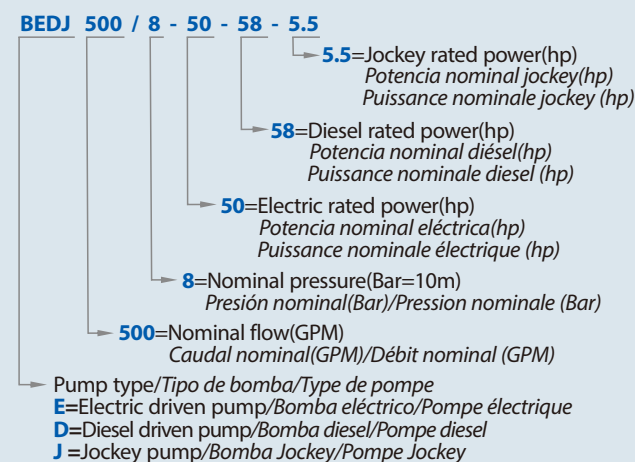 BEDJ 500 / 8 - 50 - 58 - 5.5
5.5=Jockey rated power(hp)
Potencia nominal jockey(hp)
Puissance nominale jockey (hp)
58=Diesel rated power(hp)
Potencia nominal diésel(hp)
Puissance nominale diesel (hp)
50=Electric rated power(hp)
Potencia nominal eléctrica(hp)
Puissance nominale électrique (hp)
8=Nominal pressure(Bar=10m)
Presión nominal(Bar)/Pression nominale (Bar)
500=Nominal flow(GPM)
Caudal nominal(GPM)/Débit nominal (GPM)
Pump type/Tipo de bomba/Type de pompe
E=Electric driven pump/Bomba eléctrico/Pompe électrique
D=Diesel driven pump/Bomba diesel/Pompe diesel
J =Jockey pump/Bomba Jockey/Pompe Jockey